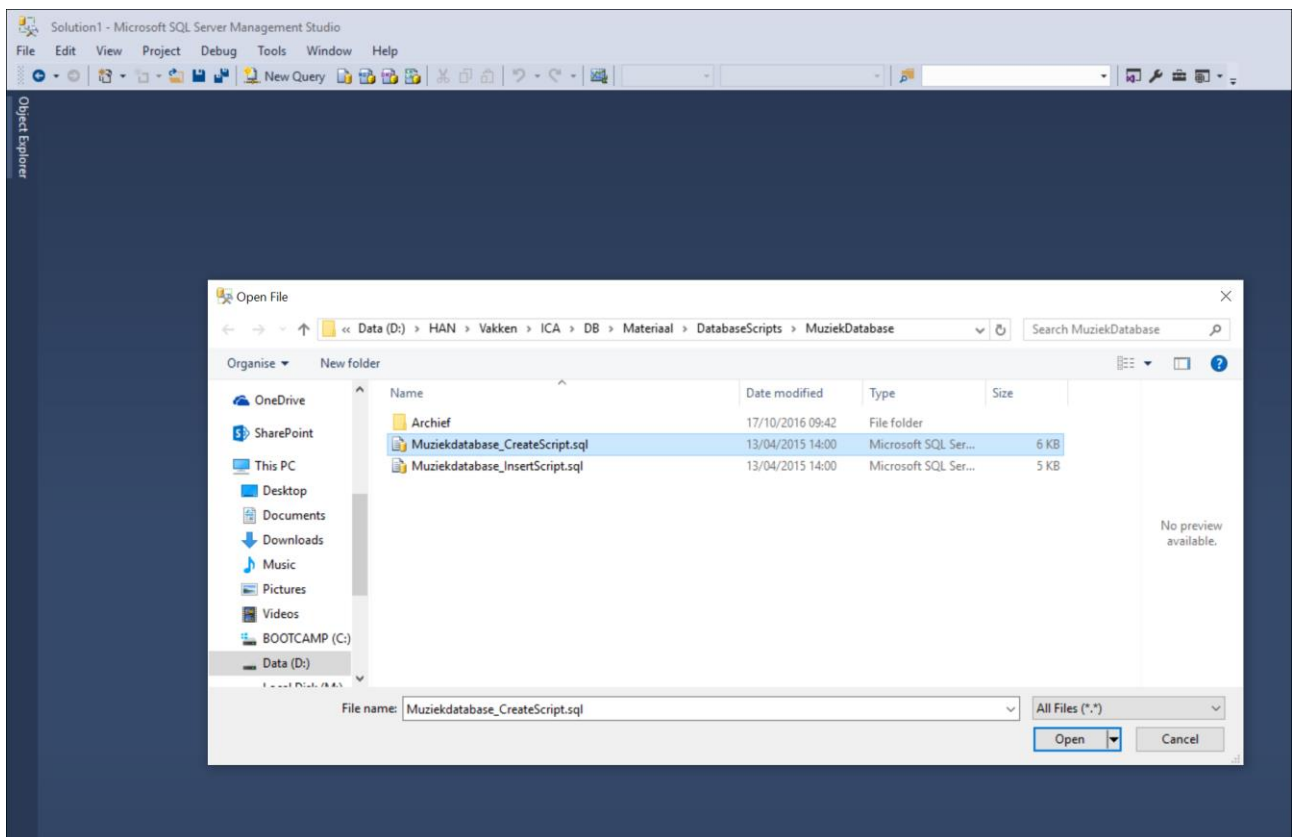 Solution1 - Microsoft SQL Server Management Studio
File Edit View Project Debug Tools Window Help
New Query
Object Explorer
Open File
« Data (D:) > HAN > Vakken > ICA > DB > Materiaal > DatabaseScripts > MuziekDatabase
Search MuziekDatabase
Organise New folder
Name Date modified Type Size
OneDrive
SharePoint
This PC
Desktop
Documents
Downloads
Music
Pictures
Videos
BOOTCAMP (C:)
Data (D:)
Archief 17/10/2016 09:42 File folder
Muziekdatabase_CreateScript.sql 13/04/2015 14:00 Microsoft SQL Ser... 6 KB
Muziekdatabase_InsertScript.sql 13/04/2015 14:00 Microsoft SQL Ser... 5 KB
No preview
available.
File name: Muziekdatabase_CreateScript.sql
All Files (*.*)
Open Cancel